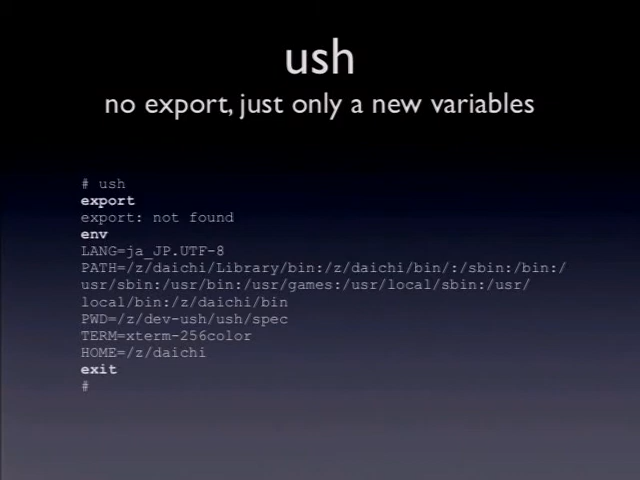 ush
no export, just only a new variables
# ush
export
export: not found
env
LANG=ja_JP.UTF-8
PATH=/z/daichi/Library/bin:/z/daichi/bin/:/sbin:/bin:/
usr/sbin:/usr/bin:/usr/games:/usr/local/sbin:/usr/
local/bin:/z/daichi/bin
PWD=/z/dev-ush/ush/spec
TERM=xterm-256color
HOME=/z/daichi
exit
#